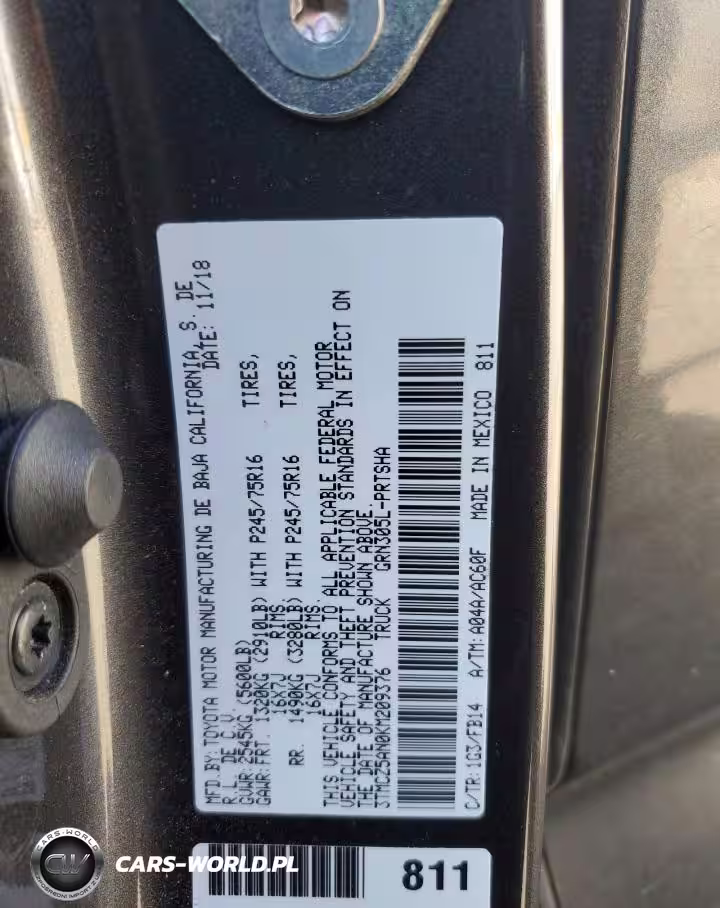 MFD.BY: TOYOTA MOTOR MANUFACTURING DE BAJA CALIFORNIA, S. DE
R.L. DE C.V. DATE: 11/18
GVWR: 2545KG (5600LB)
GAWR: FRT. 1320KG (2910LB) WITH P245/75R16 TIRES,
16X7J RIMS,
RR. 1490KG (3280LB) WITH P245/75R16 TIRES,
16X7J RIMS.
THIS VEHICLE CONFORMS TO ALL APPLICABLE FEDERAL MOTOR
VEHICLE SAFETY AND THEFT PREVENTION STANDARDS IN EFFECT ON
THE DATE OF MANUFACTURE SHOWN ABOVE.
3TMCZ5AN0KM209376 TRUCK GRN305L-PRTSHA
C/TR: 1G3/FB14 A/TM: A04A/AC60F MADE IN MEXICO 811
811
CARS-WORLD
CW
CARS-WORLD.PL